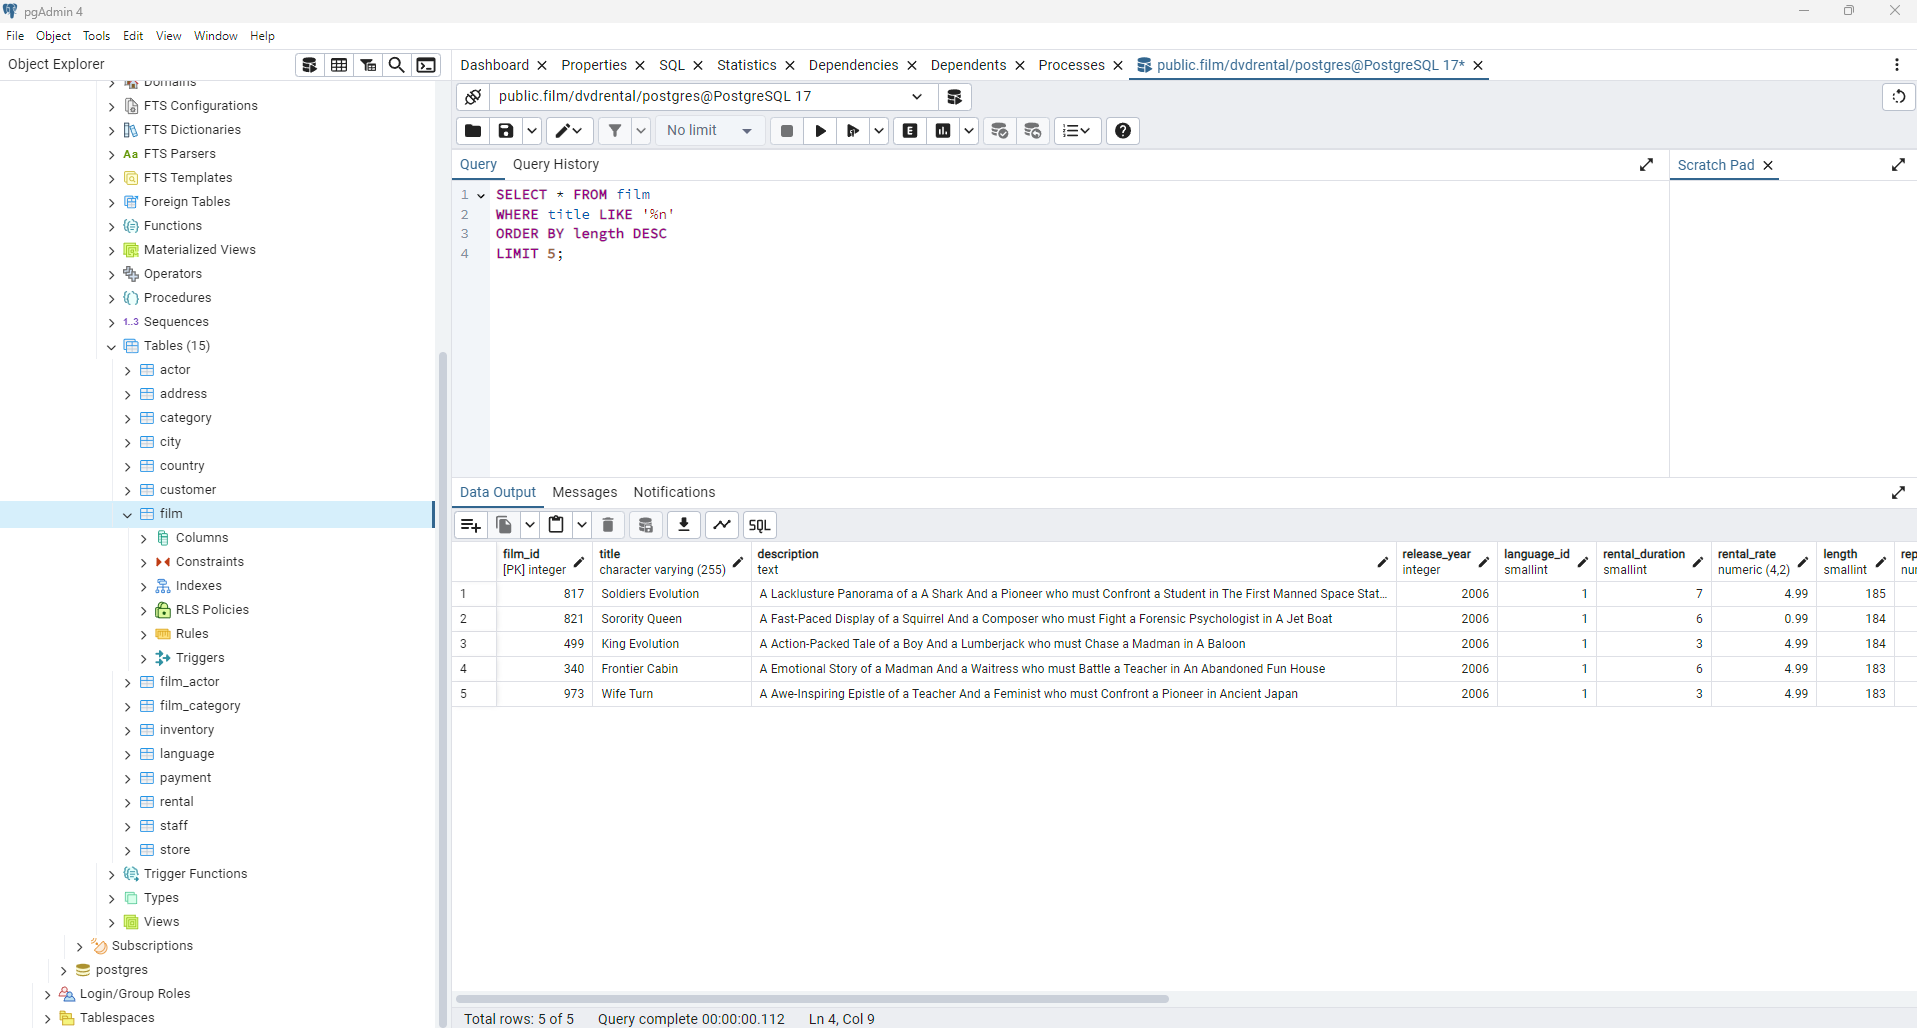 pgAdmin 4
File Object Tools Edit View Window Help
Object Explorer
Domains
FTS Configurations
FTS Dictionaries
Aa FTS Parsers
FTS Templates
Foreign Tables
Functions
Materialized Views
Operators
Procedures
1..3 Sequences
Tables (15)
actor
address
category
city
country
customer
film
Columns
Constraints
Indexes
RLS Policies
Rules
Triggers
film_actor
film_category
inventory
language
payment
rental
staff
store
Trigger Functions
Types
Views
Subscriptions
postgres
Login/Group Roles
Tablespaces
Dashboard Properties SQL Statistics Dependencies Dependents Processes public.film/dvdrental/postgres@PostgreSQL 17*
public.film/dvdrental/postgres@PostgreSQL 17
No limit E
Query Query History
Scratch Pad
1 SELECT * FROM film
2 WHERE title LIKE '%n'
3 ORDER BY length DESC
4 LIMIT 5;
Data Output Messages Notifications
SQL
film_id title description release_year language_id rental_duration rental_rate length rep
[PK] integer character varying (255) text integer smallint smallint numeric (4,2) smallint nur
1 817 Soldiers Evolution A Lacklusture Panorama of a A Shark And a Pioneer who must Confront a Student in The First Manned Space Stat... 2006 1 7 4.99 185
2 821 Sorority Queen A Fast-Paced Display of a Squirrel And a Composer who must Fight a Forensic Psychologist in A Jet Boat 2006 1 6 0.99 184
3 499 King Evolution A Action-Packed Tale of a Boy And a Lumberjack who must Chase a Madman in A Baloon 2006 1 3 4.99 184
4 340 Frontier Cabin A Emotional Story of a Madman And a Waitress who must Battle a Teacher in An Abandoned Fun House 2006 1 6 4.99 183
5 973 Wife Turn A Awe-Inspiring Epistle of a Teacher And a Feminist who must Confront a Pioneer in Ancient Japan 2006 1 3 4.99 183
Total rows: 5 of 5 Query complete 00:00:00.112 Ln 4, Col 9